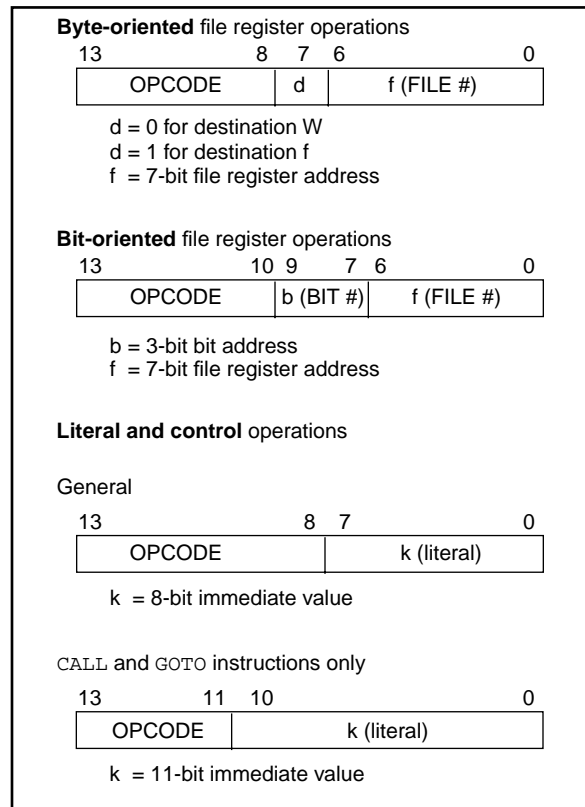 Byte-oriented file register operations
13 8 7 6 0
OPCODE d f (FILE #)
d = 0 for destination W
d = 1 for destination f
f = 7-bit file register address
Bit-oriented file register operations
13 10 9 7 6 0
OPCODE b (BIT #) f (FILE #)
b = 3-bit bit address
f = 7-bit file register address
Literal and control operations
General
13 8 7 0
OPCODE k (literal)
k = 8-bit immediate value
CALL and GOTO instructions only
13 11 10 0
OPCODE k (literal)
k = 11-bit immediate value